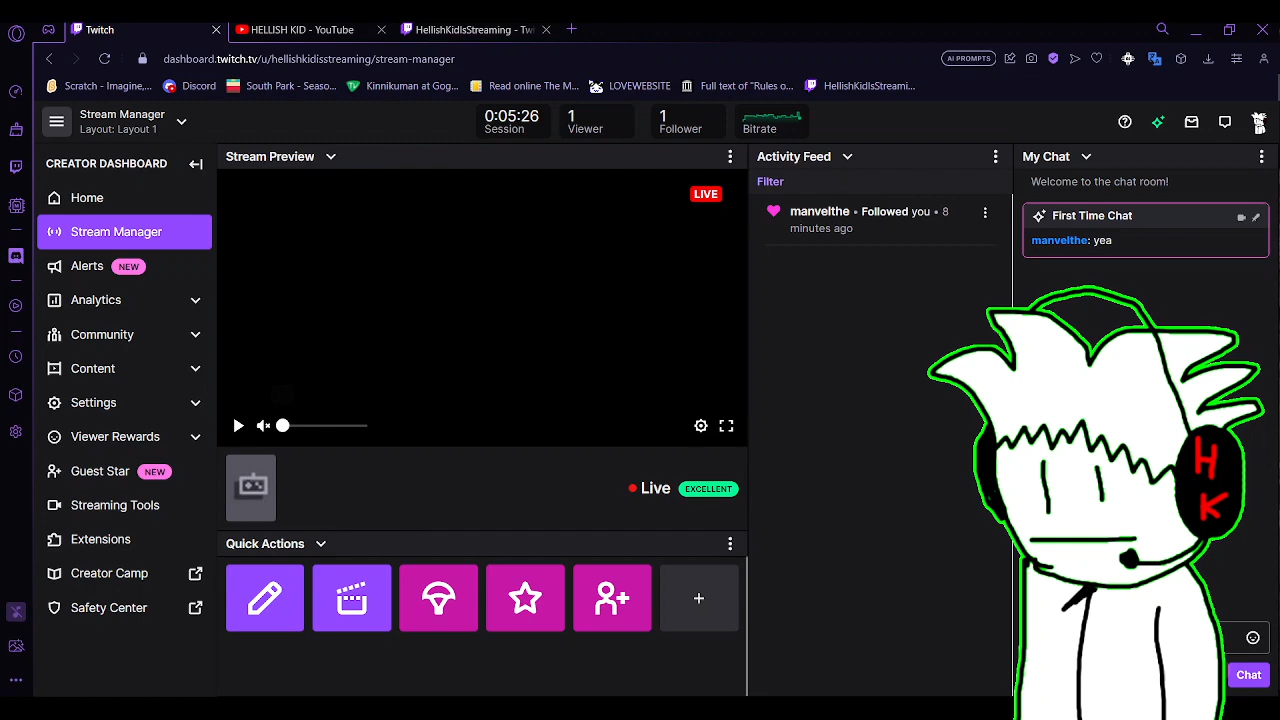 Twitch
HELLISH KID - YouTube
HellishKidIsStreaming - Tw
dashboard.twitch.tv/u/hellishkidisstreaming/stream-manager
AI PROMPTS
Scratch - Imagine,...
Discord
South Park - Seaso...
Kinnikuman at Gog...
Read online The M...
LOVEWEBSITE
Full text of "Rules o...
HellishKidIsStreami...
Stream Manager
Layout: Layout 1
0:05:26
Session
1
Viewer
1
Follower
Bitrate
CREATOR DASHBOARD
Home
Stream Manager
Alerts NEW
Analytics
Community
Content
Settings
Viewer Rewards
Guest Star NEW
Streaming Tools
Extensions
Creator Camp
Safety Center
Stream Preview
LIVE
Live EXCELLENT
Quick Actions
+
Activity Feed
Filter
manvelthe • Followed you • 8
minutes ago
My Chat
Welcome to the chat room!
First Time Chat
manvelthe: yea
H
K
Chat